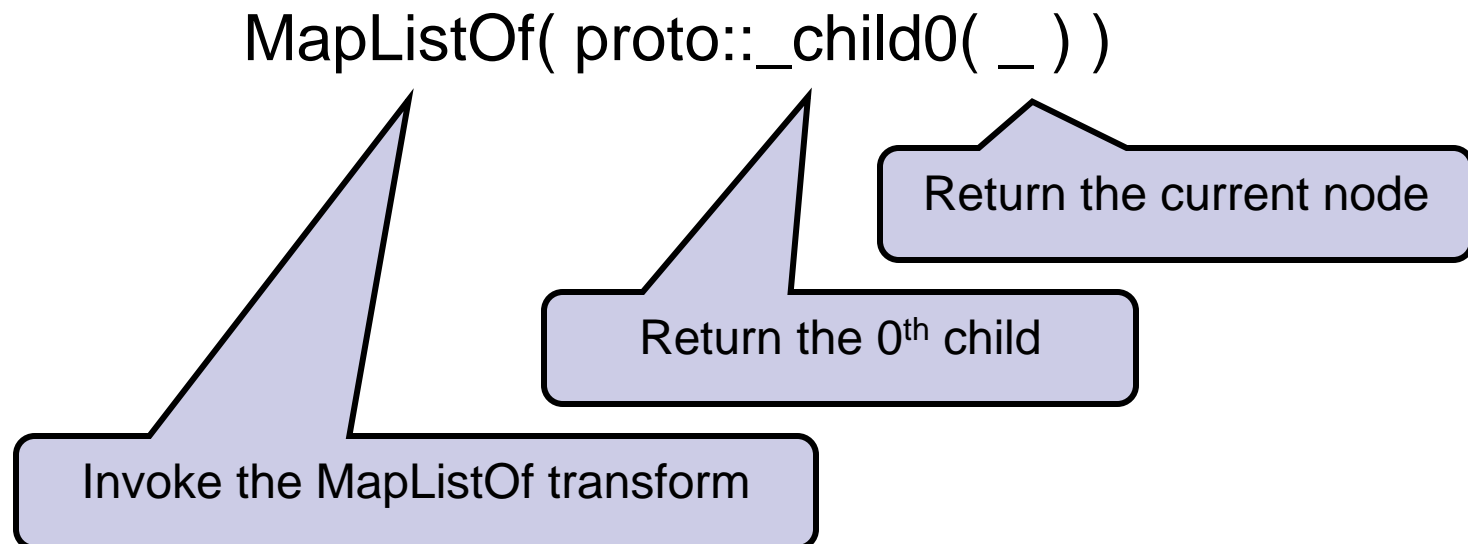 MapListOf( proto::_child0( _ ) )
Return the current node
Return the 0th child
Invoke the MapListOf transform